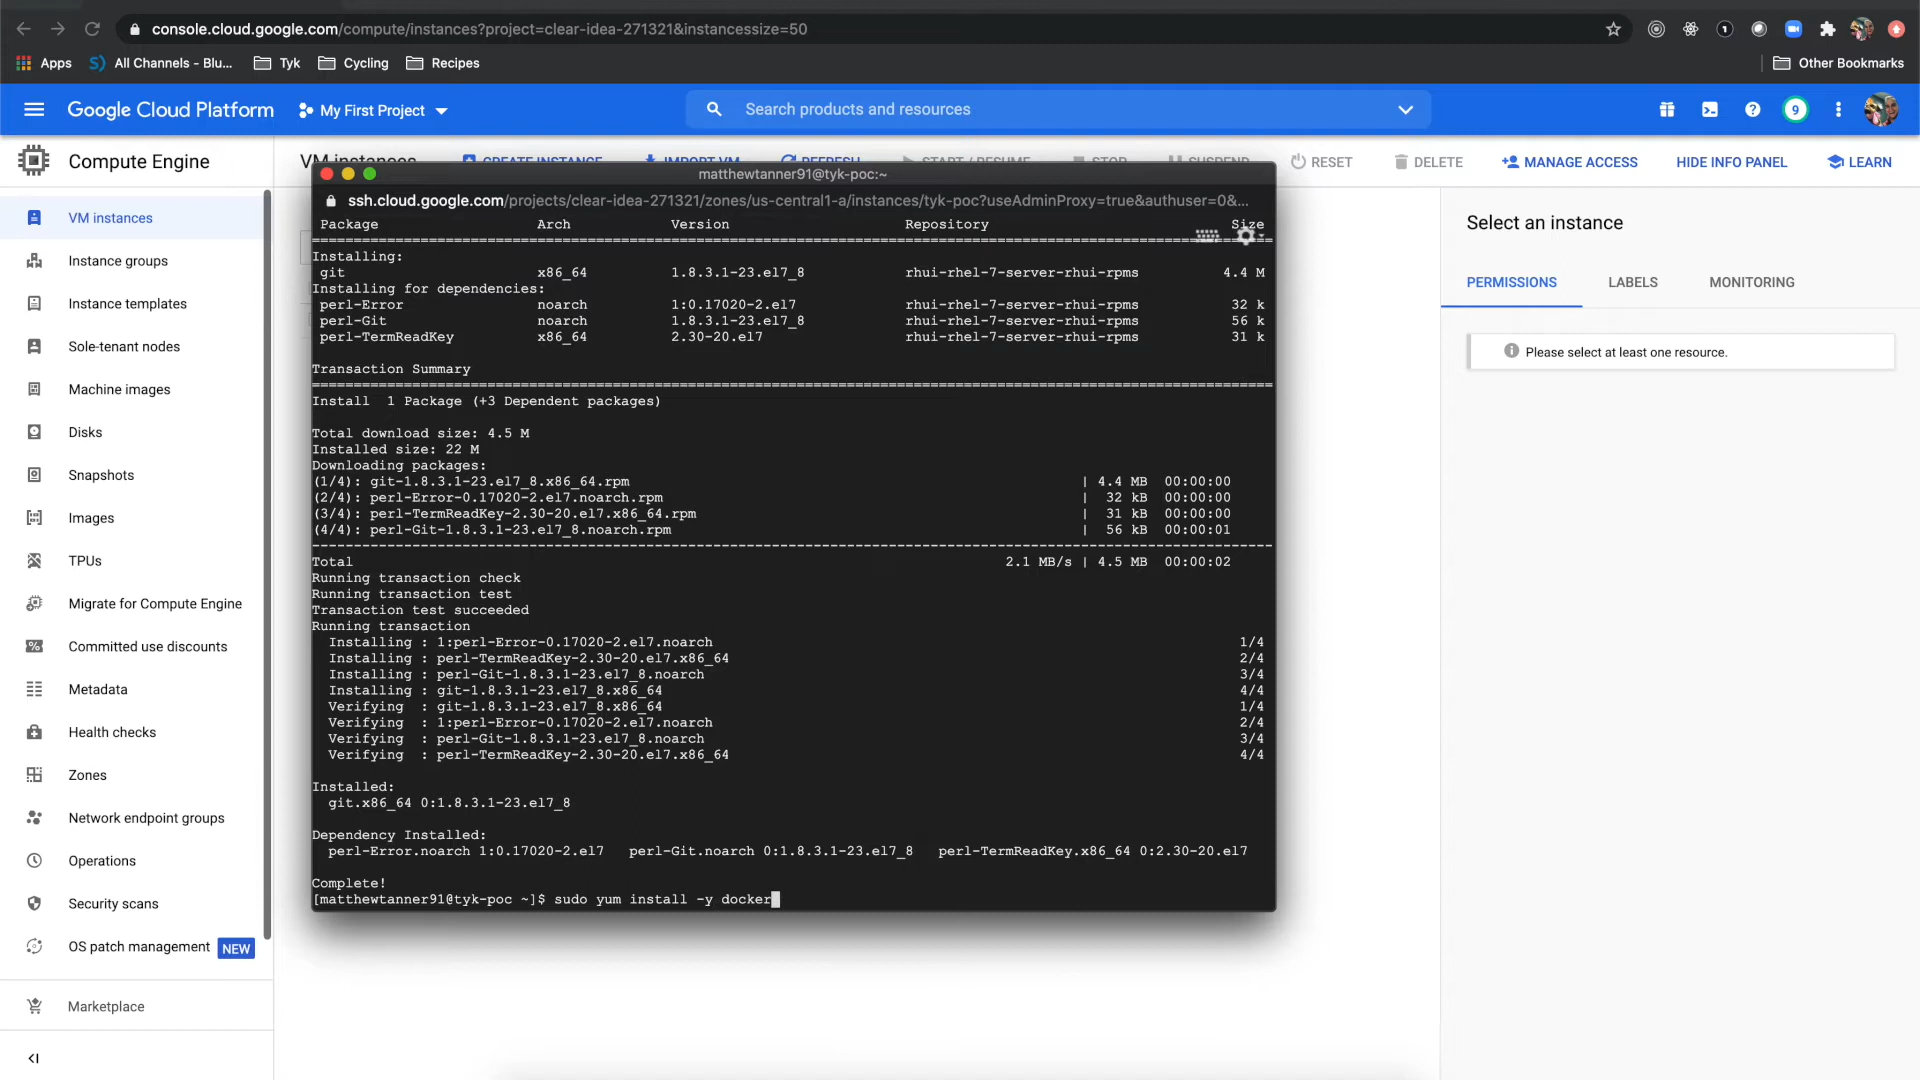 console.cloud.google.com/compute/instances?project=clear-idea-271321&instancessize=50
Apps All Channels - Blu... Tyk Cycling Recipes Other Bookmarks
Google Cloud Platform My First Project Search products and resources 9
Compute Engine VM instances CREATE INSTANCE IMPORT VM REFRESH START / RESUME STOP SUSPEND RESET DELETE MANAGE ACCESS HIDE INFO PANEL LEARN
VM instances
Instance groups
Instance templates
Sole-tenant nodes
Machine images
Disks
Snapshots
Images
TPUs
Migrate for Compute Engine
Committed use discounts
Metadata
Health checks
Zones
Network endpoint groups
Operations
Security scans
OS patch management NEW
Marketplace
matthewtanner91@tyk-poc:~
ssh.cloud.google.com/projects/clear-idea-271321/zones/us-central1-a/instances/tyk-poc?useAdminProxy=true&authuser=0&...
Package Arch Version Repository Size
================================================================================
Installing:
git x86_64 1.8.3.1-23.el7_8 rhui-rhel-7-server-rhui-rpms 4.4 M
Installing for dependencies:
perl-Error noarch 1:0.17020-2.el7 rhui-rhel-7-server-rhui-rpms 32 k
perl-Git noarch 1.8.3.1-23.el7_8 rhui-rhel-7-server-rhui-rpms 56 k
perl-TermReadKey x86_64 2.30-20.el7 rhui-rhel-7-server-rhui-rpms 31 k
Transaction Summary
================================================================================
Install 1 Package (+3 Dependent packages)
Total download size: 4.5 M
Installed size: 22 M
Downloading packages:
(1/4): git-1.8.3.1-23.el7_8.x86_64.rpm | 4.4 MB 00:00:00
(2/4): perl-Error-0.17020-2.el7.noarch.rpm | 32 kB 00:00:00
(3/4): perl-TermReadKey-2.30-20.el7.x86_64.rpm | 31 kB 00:00:00
(4/4): perl-Git-1.8.3.1-23.el7_8.noarch.rpm | 56 kB 00:00:01
--------------------------------------------------------------------------------
Total 2.1 MB/s | 4.5 MB 00:00:02
Running transaction check
Running transaction test
Transaction test succeeded
Running transaction
Installing : 1:perl-Error-0.17020-2.el7.noarch 1/4
Installing : perl-TermReadKey-2.30-20.el7.x86_64 2/4
Installing : perl-Git-1.8.3.1-23.el7_8.noarch 3/4
Installing : git-1.8.3.1-23.el7_8.x86_64 4/4
Verifying : git-1.8.3.1-23.el7_8.x86_64 1/4
Verifying : 1:perl-Error-0.17020-2.el7.noarch 2/4
Verifying : perl-Git-1.8.3.1-23.el7_8.noarch 3/4
Verifying : perl-TermReadKey-2.30-20.el7.x86_64 4/4
Installed:
git.x86_64 0:1.8.3.1-23.el7_8
Dependency Installed:
perl-Error.noarch 1:0.17020-2.el7 perl-Git.noarch 0:1.8.3.1-23.el7_8 perl-TermReadKey.x86_64 0:2.30-20.el7
Complete!
[matthewtanner91@tyk-poc ~]$ sudo yum install -y docker
Select an instance
PERMISSIONS LABELS MONITORING
Please select at least one resource.